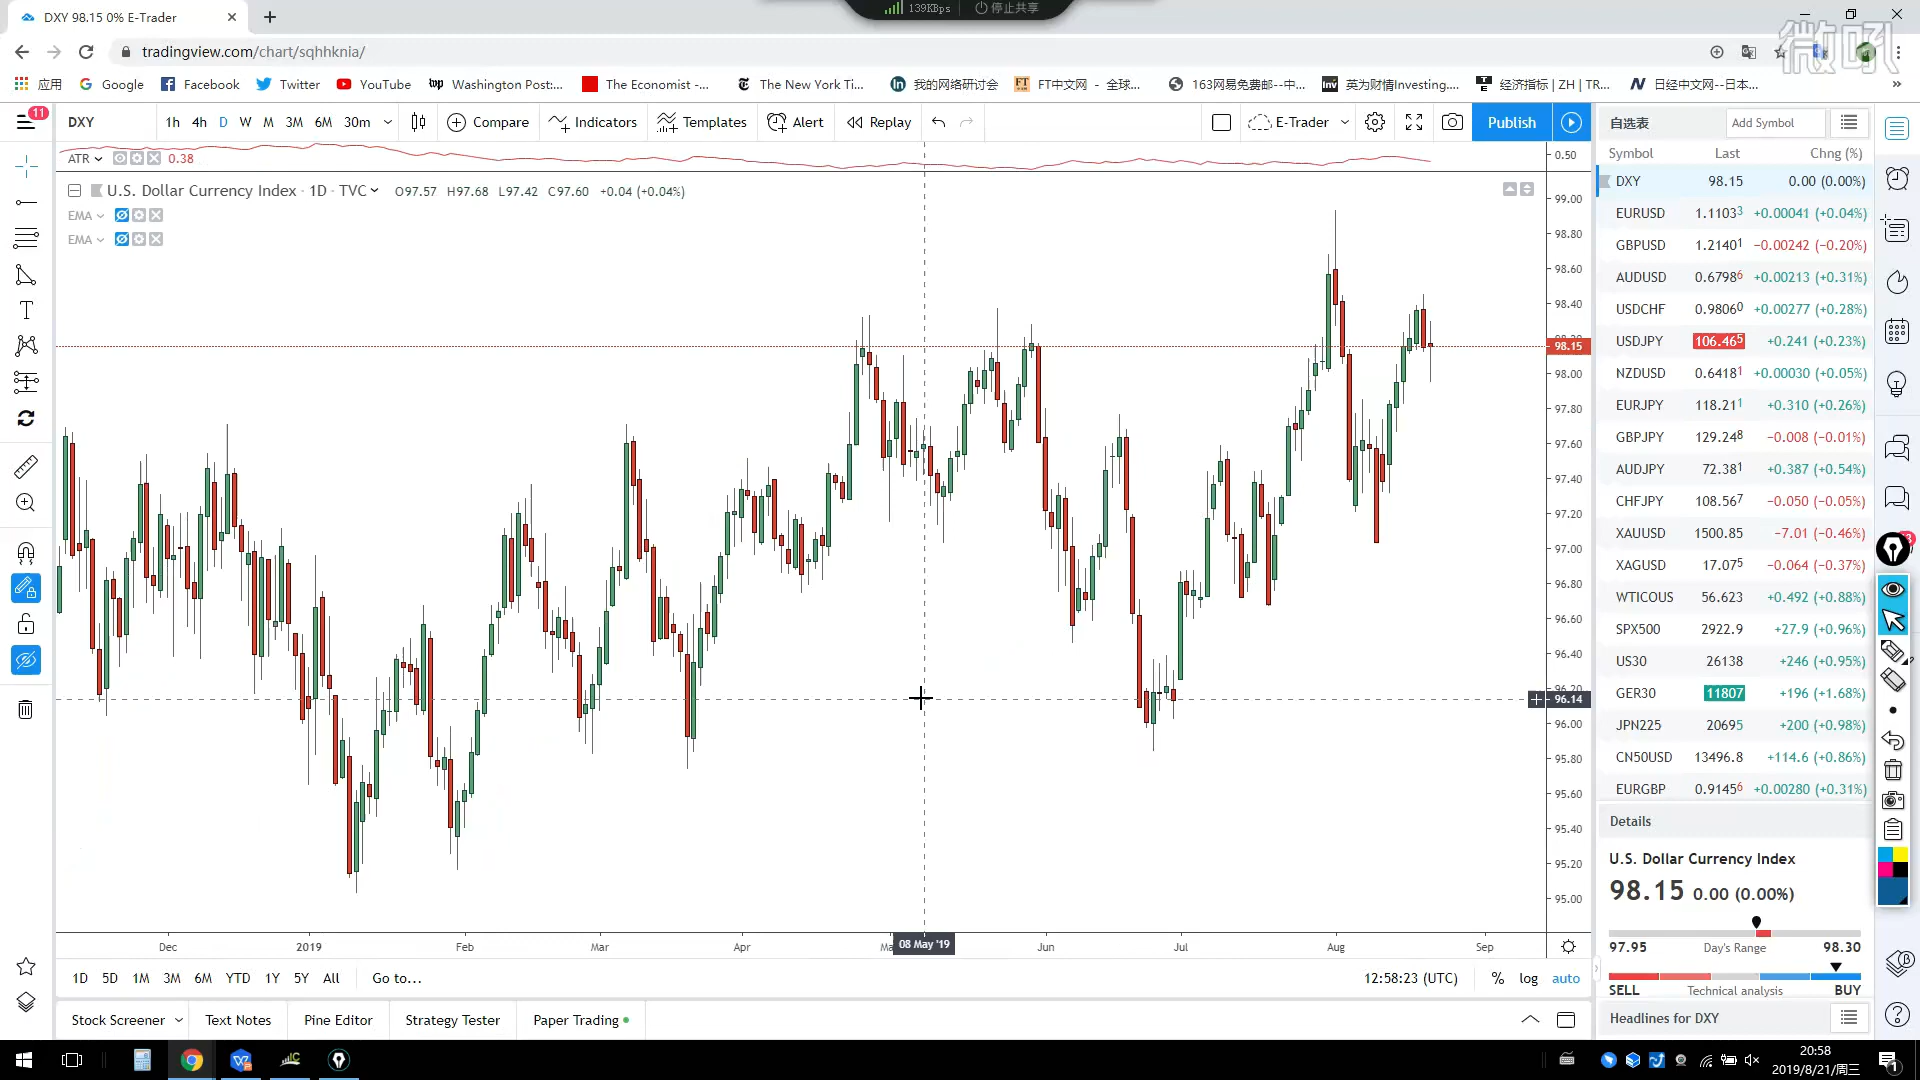 DXY 98.15 0% E-Trader
139KBps 停止共享
tradingview.com/chart/sqhhknia/
微吼
应用 Google Facebook Twitter YouTube Washington Post:... The Economist -... The New York Ti... 我的网络研讨会 FT中文网 - 全球... 163网易免费邮--中... 英为财情Investing.... 经济指标 | ZH | TR... 日经中文网--日本... »
11 DXY 1h 4h D W M 3M 6M 30m Compare Indicators Templates Alert Replay E-Trader Publish
ATR 0.38
U.S. Dollar Currency Index · 1D · TVC O97.57 H97.68 L97.42 C97.60 +0.04 (+0.04%)
EMA
EMA
0.50
99.00
98.80
98.60
98.40
98.15
98.00
97.80
97.60
97.40
97.20
97.00
96.80
96.60
96.40
96.20
96.14
96.00
95.80
95.60
95.40
95.20
95.00
Dec 2019 Feb Mar Apr 08 May '19 Jun Jul Aug Sep
1D 5D 1M 3M 6M YTD 1Y 5Y All Go to... 12:58:23 (UTC) % log auto
Stock Screener Text Notes Pine Editor Strategy Tester Paper Trading
自选表 Add Symbol
Symbol Last Chng (%)
DXY 98.15 0.00 (0.00%)
EURUSD 1.11033 +0.00041 (+0.04%)
GBPUSD 1.21401 −0.00242 (−0.20%)
AUDUSD 0.67986 +0.00213 (+0.31%)
USDCHF 0.98060 +0.00277 (+0.28%)
USDJPY 106.465 +0.241 (+0.23%)
NZDUSD 0.64181 +0.00030 (+0.05%)
EURJPY 118.211 +0.310 (+0.26%)
GBPJPY 129.248 −0.008 (−0.01%)
AUDJPY 72.381 +0.387 (+0.54%)
CHFJPY 108.567 −0.050 (−0.05%)
XAUUSD 1500.85 −7.01 (−0.46%)
XAGUSD 17.075 −0.064 (−0.37%)
WTICOUS 56.623 +0.492 (+0.88%)
SPX500 2922.9 +27.9 (+0.96%)
US30 26138 +246 (+0.95%)
GER30 11807 +196 (+1.68%)
JPN225 20695 +200 (+0.98%)
CN50USD 13496.8 +114.6 (+0.86%)
EURGBP 0.91456 +0.00280 (+0.31%)
Details
U.S. Dollar Currency Index
98.15 0.00 (0.00%)
97.95 Day's Range 98.30
SELL Technical analysis BUY
Headlines for DXY
20:58
2019/8/21/周三
1